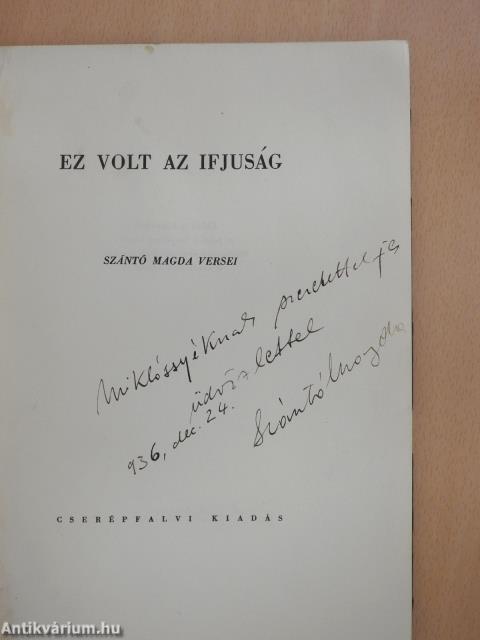 EZ VOLT AZ IFJUSÁG
SZÁNTÓ MAGDA VERSEI
Miklóssyéknak szeretettel és
üdvözlettel
936, dec. 24.
Szántó Magda
CSERÉPFALVI KIADÁS
Antikvárium.hu